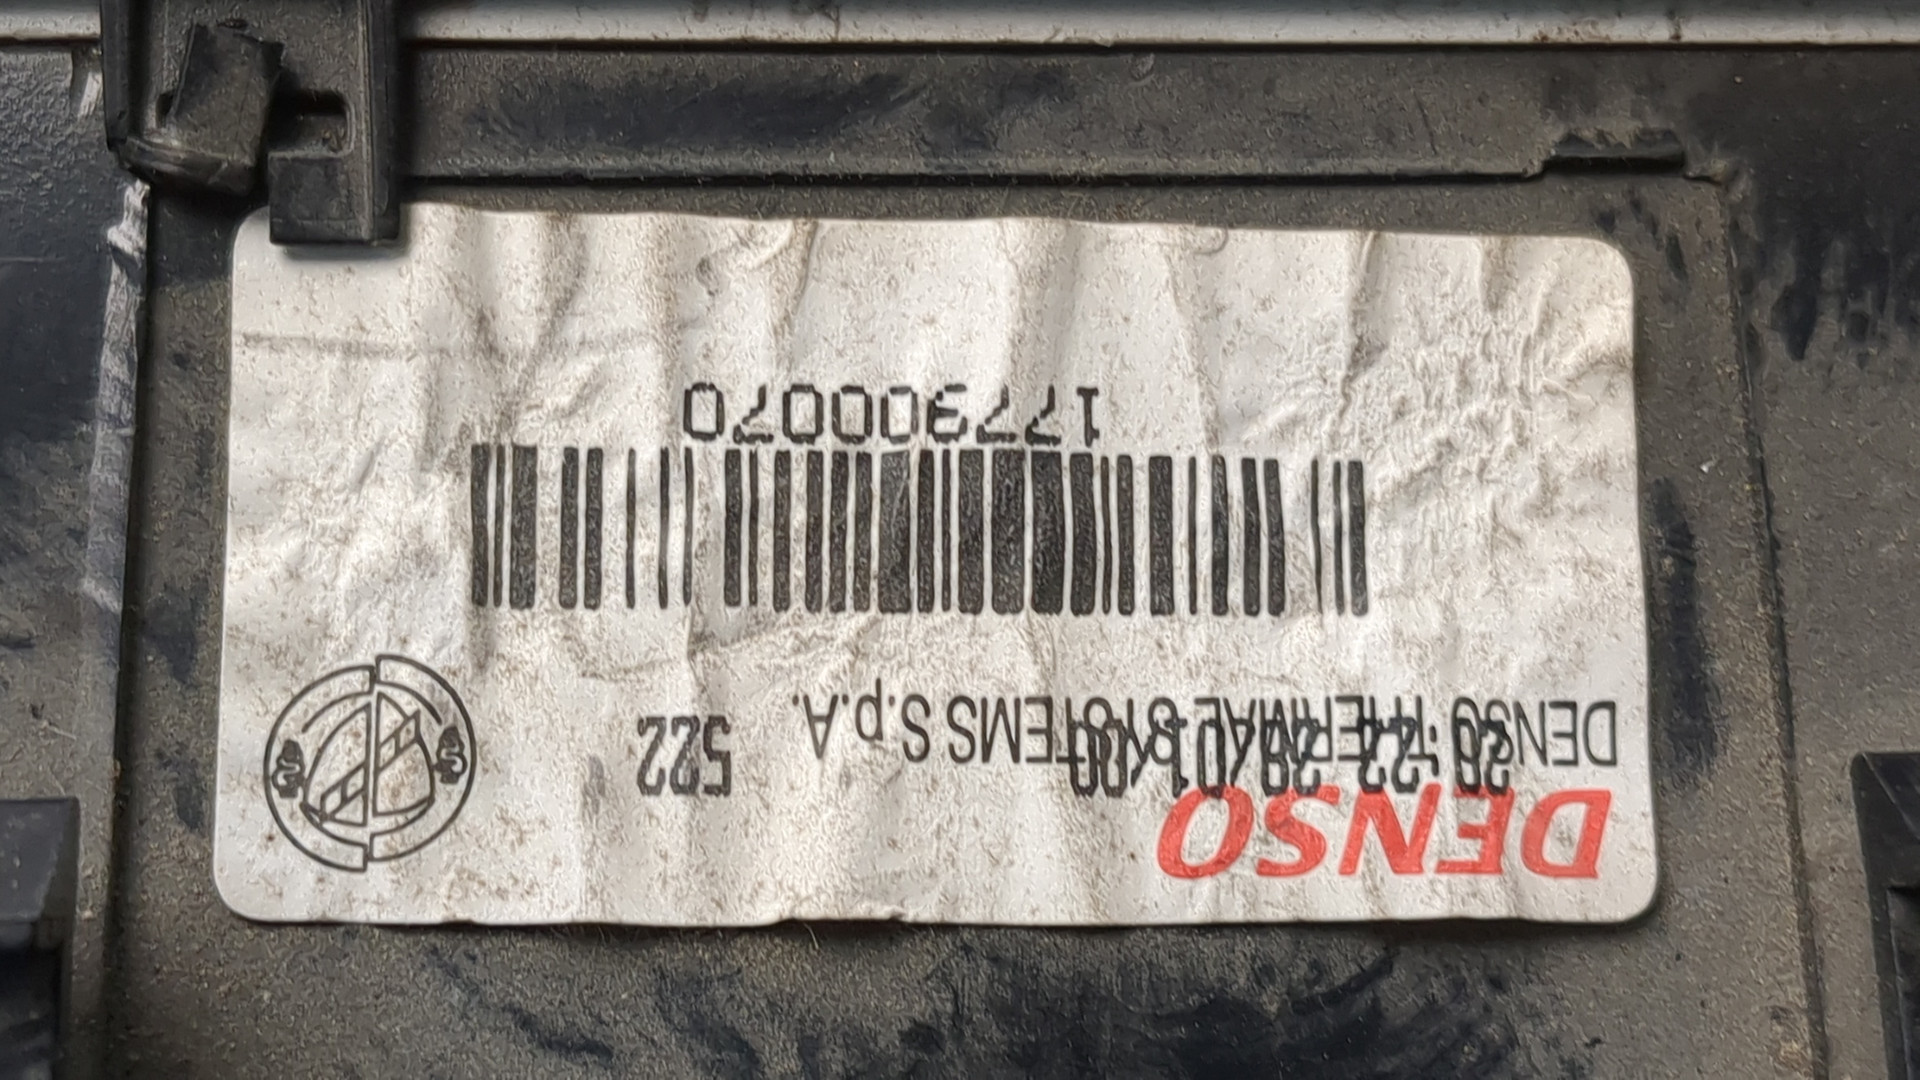 DENSO
DENSO THERMAL SYSTEMS S.p.A.
522
177300070